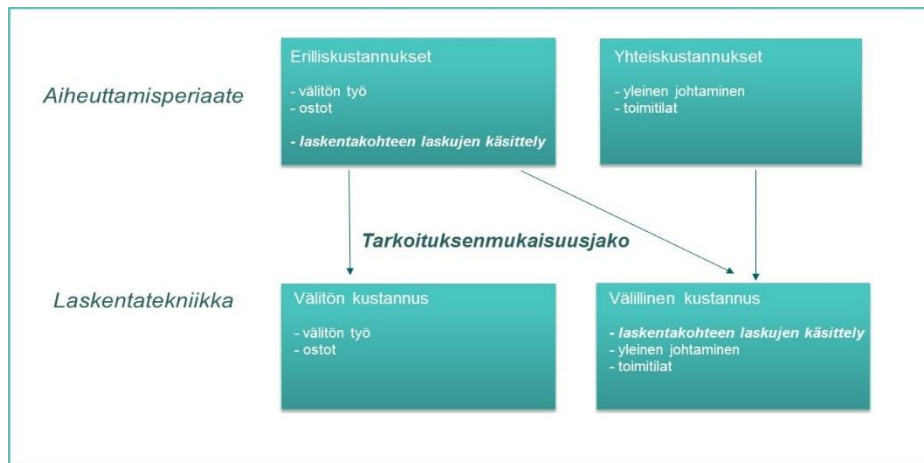 Aiheuttamisperiaate
Erilliskustannukset
- välitön työ
- ostot
- laskentakohteen laskujen käsittely
Yhteiskustannukset
- yleinen johtaminen
- toimitilat
Tarkoituksenmukaisuusjako
Laskentatekniikka
Välitön kustannus
- välitön työ
- ostot
Välillinen kustannus
- laskentakohteen laskujen käsittely
- yleinen johtaminen
- toimitilat